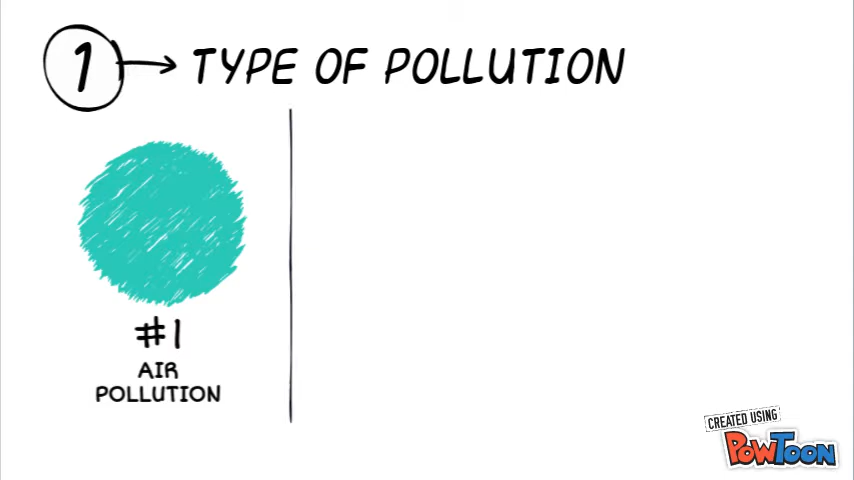 1 TYPE OF POLLUTION
#1
AIR
POLLUTION
CREATED USING
POWTOON